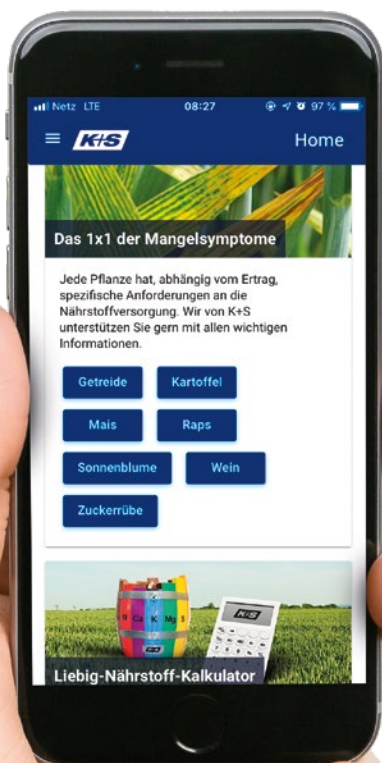 Netz LTE 08:27 97 %
K+S Home
Das 1x1 der Mangelsymptome
Jede Pflanze hat, abhängig vom Ertrag,
spezifische Anforderungen an die
Nährstoffversorgung. Wir von K+S
unterstützen Sie gern mit allen wichtigen
Informationen.
Getreide Kartoffel
Mais Raps
Sonnenblume Wein
Zuckerrübe
Ca K Mg S
K+S
K+S
Liebig-Nährstoff-Kalkulator